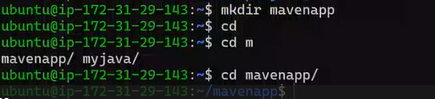 ubuntu@ip-172-31-29-143:~$ mkdir mavenapp
ubuntu@ip-172-31-29-143:~$ cd
ubuntu@ip-172-31-29-143:~$ cd m
mavenapp/ myjava/
ubuntu@ip-172-31-29-143:~$ cd mavenapp/
ubuntu@ip-172-31-29-143:~/mavenapp$